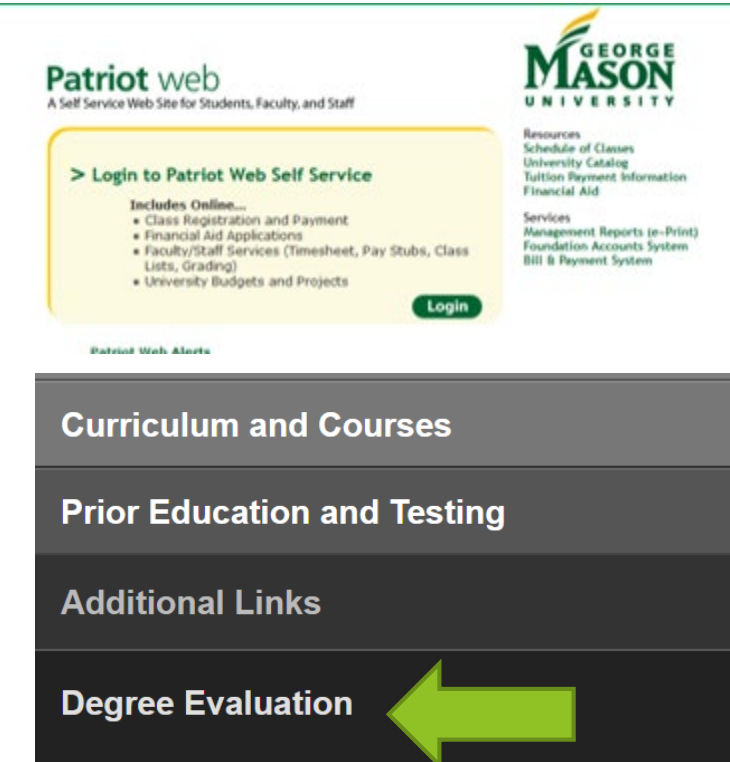 Patriot web
A Self Service Web Site for Students, Faculty, and Staff
> Login to Patriot Web Self Service
Includes Online...
• Class Registration and Payment
• Financial Aid Applications
• Faculty/Staff Services (Timesheet, Pay Stubs, Class
Lists, Grading)
• University Budgets and Projects
Login
Patriot Web Alerts
GEORGE
MASON
UNIVERSITY
Resources
Schedule of Classes
University Catalog
Tuition Payment Information
Financial Aid
Services
Management Reports (e-Print)
Foundation Accounts System
Bill & Payment System
Curriculum and Courses
Prior Education and Testing
Additional Links
Degree Evaluation